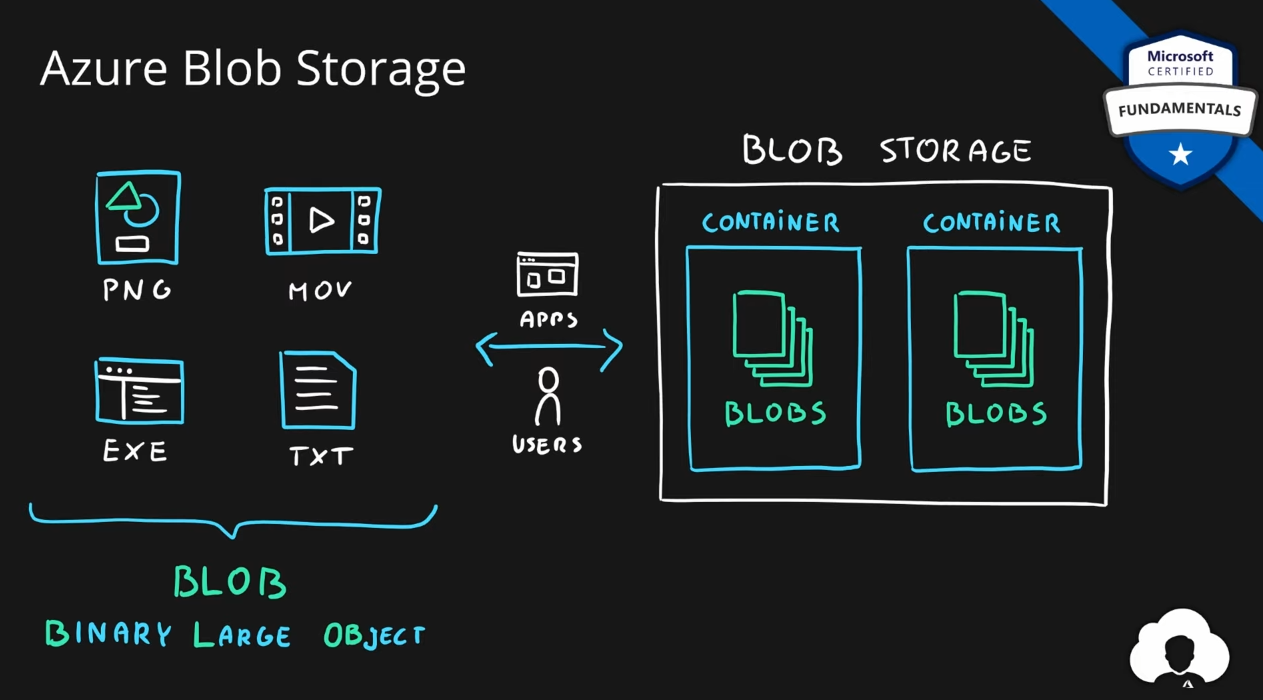 Azure Blob Storage
Microsoft
CERTIFIED
FUNDAMENTALS
PNG
MOV
EXE
TXT
BLOB
BINARY LARGE OBJECT
APPS
USERS
BLOB STORAGE
CONTAINER
BLOBS
CONTAINER
BLOBS